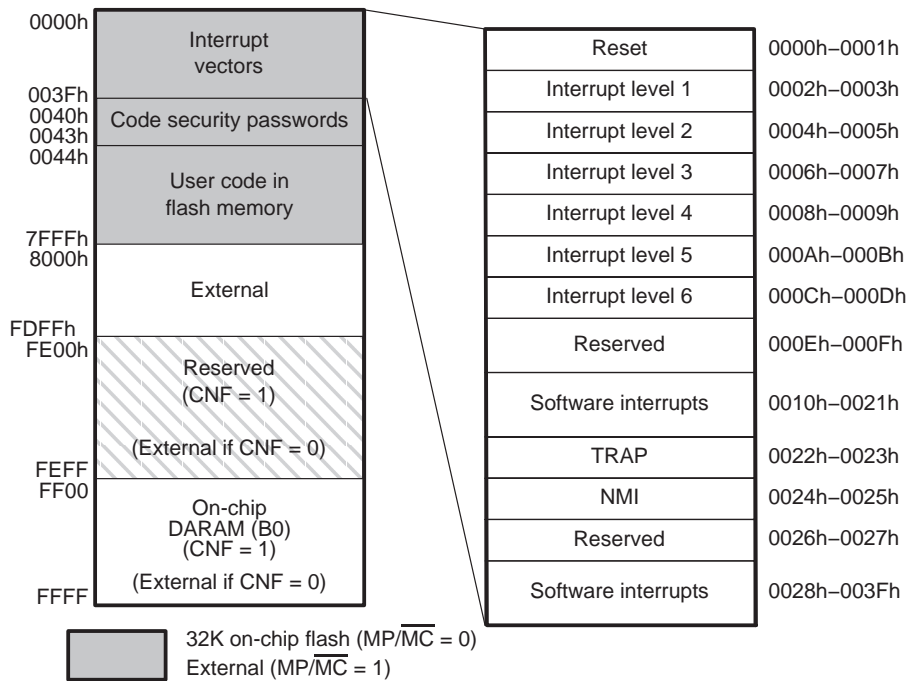 0000h
Interrupt
vectors
003Fh
0040h
Code security passwords
0043h
0044h
User code in
flash memory
7FFFh
8000h
External
FDFFh
FE00h
Reserved
(CNF = 1)
(External if CNF = 0)
FEFF
FF00
On-chip
DARAM (B0)
(CNF = 1)
(External if CNF = 0)
FFFF
Reset 0000h−0001h
Interrupt level 1 0002h−0003h
Interrupt level 2 0004h−0005h
Interrupt level 3 0006h−0007h
Interrupt level 4 0008h−0009h
Interrupt level 5 000Ah−000Bh
Interrupt level 6 000Ch−000Dh
Reserved 000Eh−000Fh
Software interrupts 0010h−0021h
TRAP 0022h−0023h
NMI 0024h−0025h
Reserved 0026h−0027h
Software interrupts 0028h−003Fh
32K on-chip flash (MP/M̅C̅ = 0)
External (MP/M̅C̅ = 1)